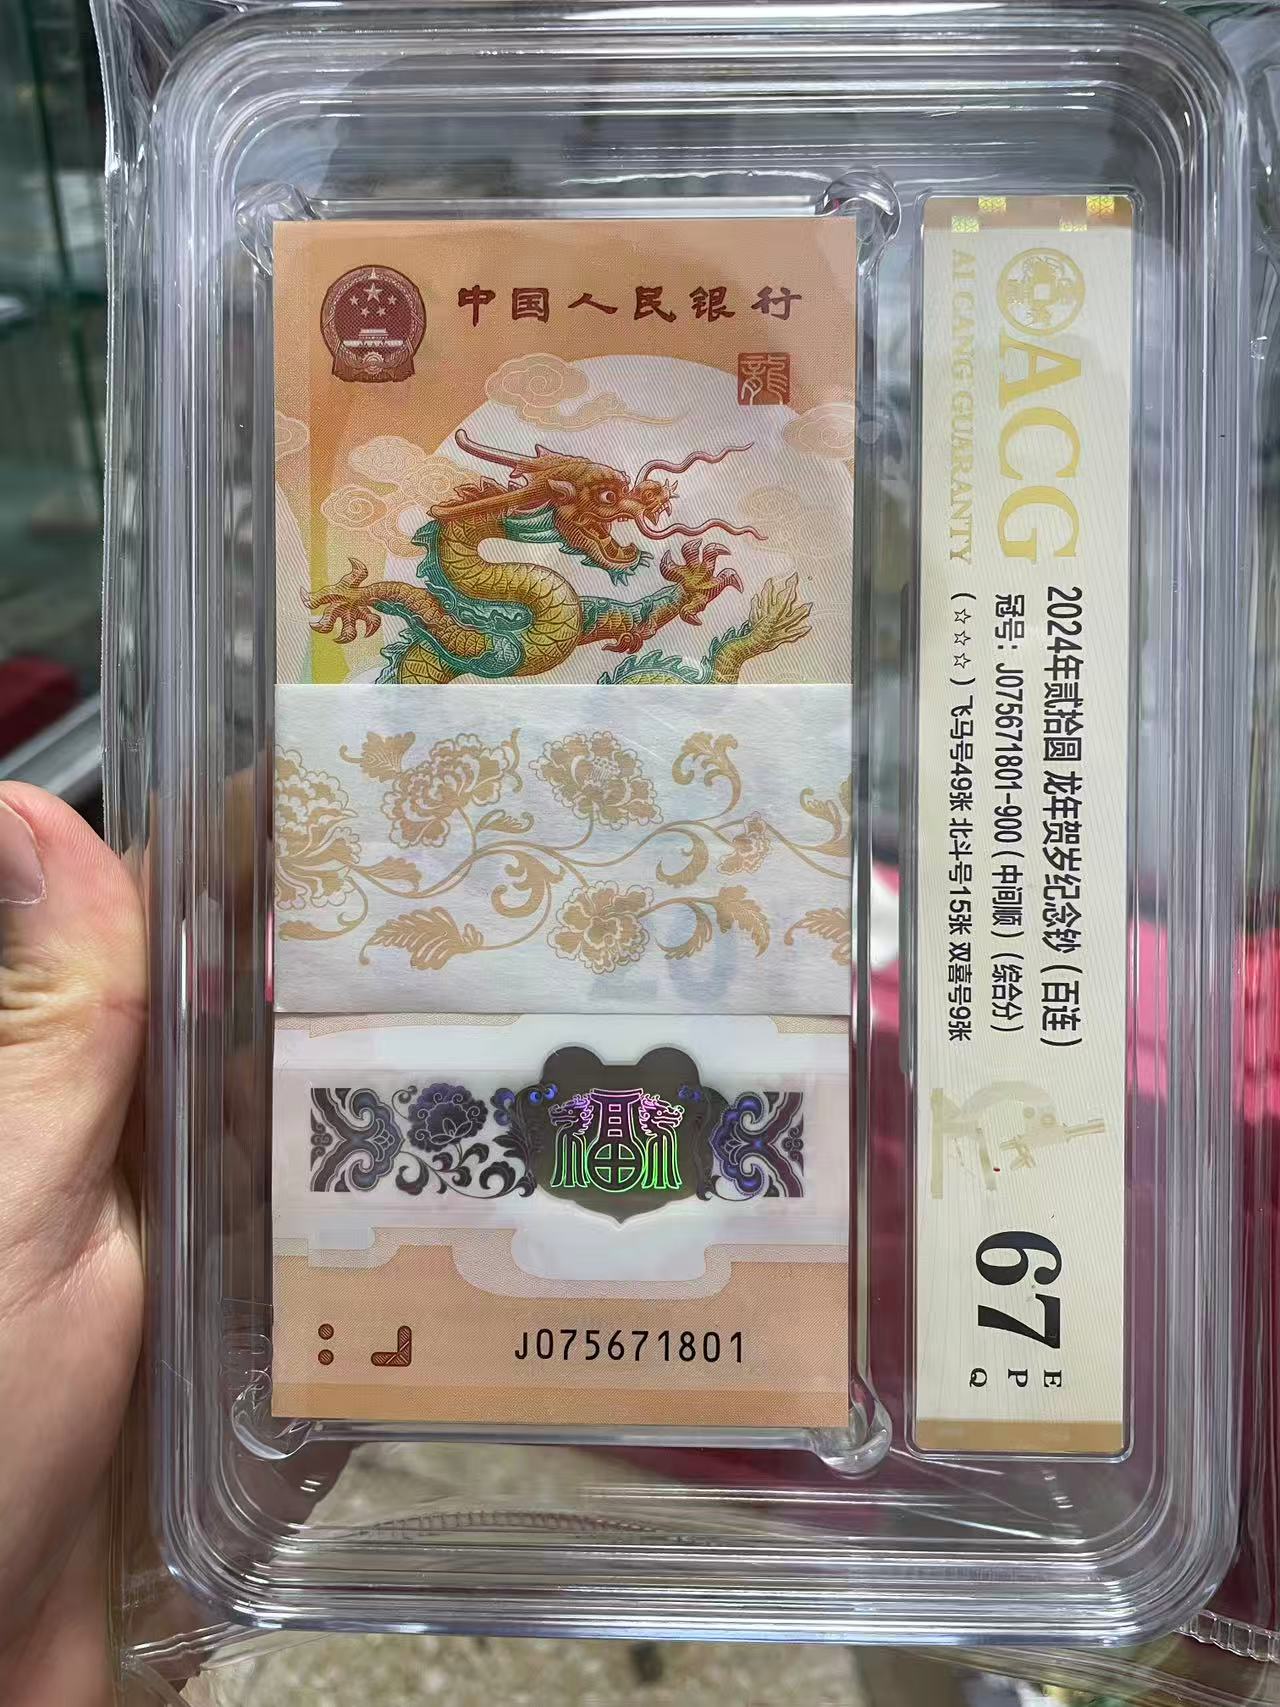 中国人民银行
龍
J075671801
ACG
AI CANG GUARANTY
2024年贰拾圆 龙年贺岁纪念钞（百连）
冠号：J075671801-900（中间顺）（综合分）
（☆☆☆）飞马号49张 北斗号15张 双喜号9张
67
E
P
Q